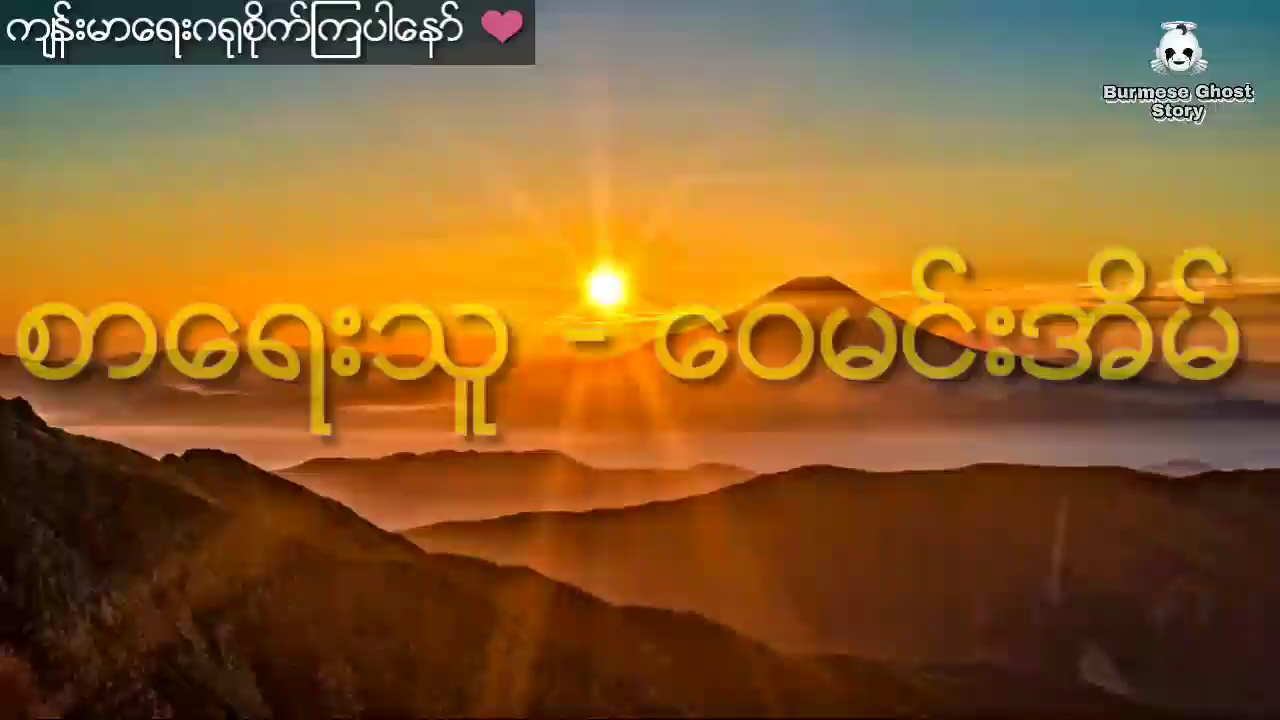 ကျန်းမာရေးဂရုစိုက်ကြပါနော် ❤
Burmese Ghost
Story
စာရေးသူ - ဝေမင်းအိမ်